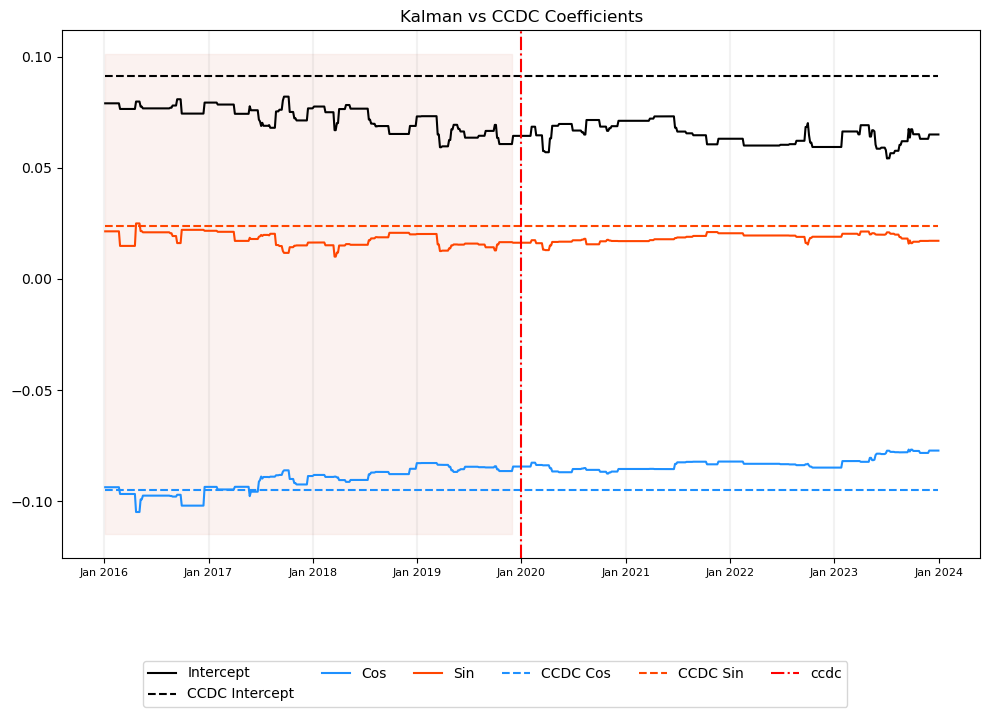 Kalman vs CCDC Coefficients
0.10
0.05
0.00
−0.05
−0.10
Jan 2016 Jan 2017 Jan 2018 Jan 2019 Jan 2020 Jan 2021 Jan 2022 Jan 2023 Jan 2024
Intercept Cos Sin CCDC Cos CCDC Sin ccdc
CCDC Intercept